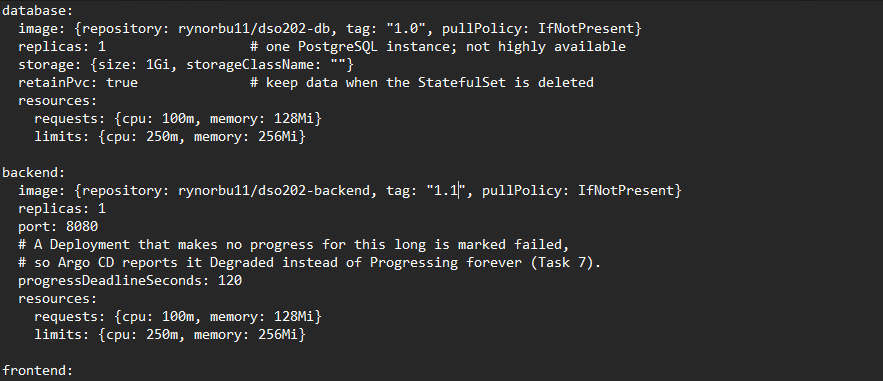 database:
  image: {repository: rynorbu11/dso202-db, tag: "1.0", pullPolicy: IfNotPresent}
  replicas: 1                  # one PostgreSQL instance; not highly available
  storage: {size: 1Gi, storageClassName: ""}
  retainPvc: true              # keep data when the StatefulSet is deleted
  resources:
    requests: {cpu: 100m, memory: 128Mi}
    limits: {cpu: 250m, memory: 256Mi}

backend:
  image: {repository: rynorbu11/dso202-backend, tag: "1.1", pullPolicy: IfNotPresent}
  replicas: 1
  port: 8080
  # A Deployment that makes no progress for this long is marked failed,
  # so Argo CD reports it Degraded instead of Progressing forever (Task 7).
  progressDeadlineSeconds: 120
  resources:
    requests: {cpu: 100m, memory: 128Mi}
    limits: {cpu: 250m, memory: 256Mi}

frontend: